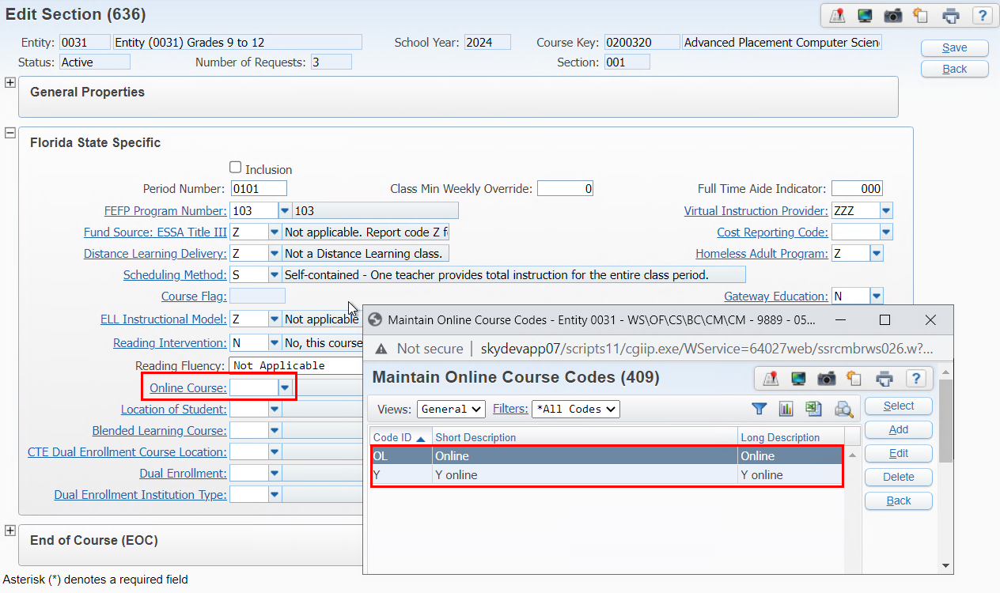 Edit Section (636)
?
Entity: 0031 Entity (0031) Grades 9 to 12 School Year: 2024 Course Key: 0200320 Advanced Placement Computer Scien
Save
Status: Active Number of Requests: 3 Section: 001
Back
General Properties
Florida State Specific
Inclusion
Period Number: 0101 Class Min Weekly Override: 0 Full Time Aide Indicator: 000
FEFP Program Number: 103 103 Virtual Instruction Provider: ZZZ
Fund Source: ESSA Title III Z Not applicable. Report code Z f Cost Reporting Code:
Distance Learning Delivery: Z Not a Distance Learning class. Homeless Adult Program: Z
Scheduling Method: S Self-contained - One teacher provides total instruction for the entire class period.
Course Flag: Gateway Education: N
ELL Instructional Model: Z Not applicable
Reading Intervention: N No, this course
Reading Fluency: Not Applicable
Online Course:
Location of Student:
Blended Learning Course:
CTE Dual Enrollment Course Location:
Dual Enrollment:
Dual Enrollment Institution Type:
End of Course (EOC)
Asterisk (*) denotes a required field
Maintain Online Course Codes - Entity 0031 - WS\OF\CS\BC\CM\CM - 9889 - 05...
Not secure | skydevapp07/scripts11/cgiip.exe/WService=64027web/ssrcmbrws026.w?...
Maintain Online Course Codes (409)
?
Views: General Filters: *All Codes
Select
Add
Edit
Delete
Back
Code ID Short Description Long Description
OL Online Online
Y Y online Y online